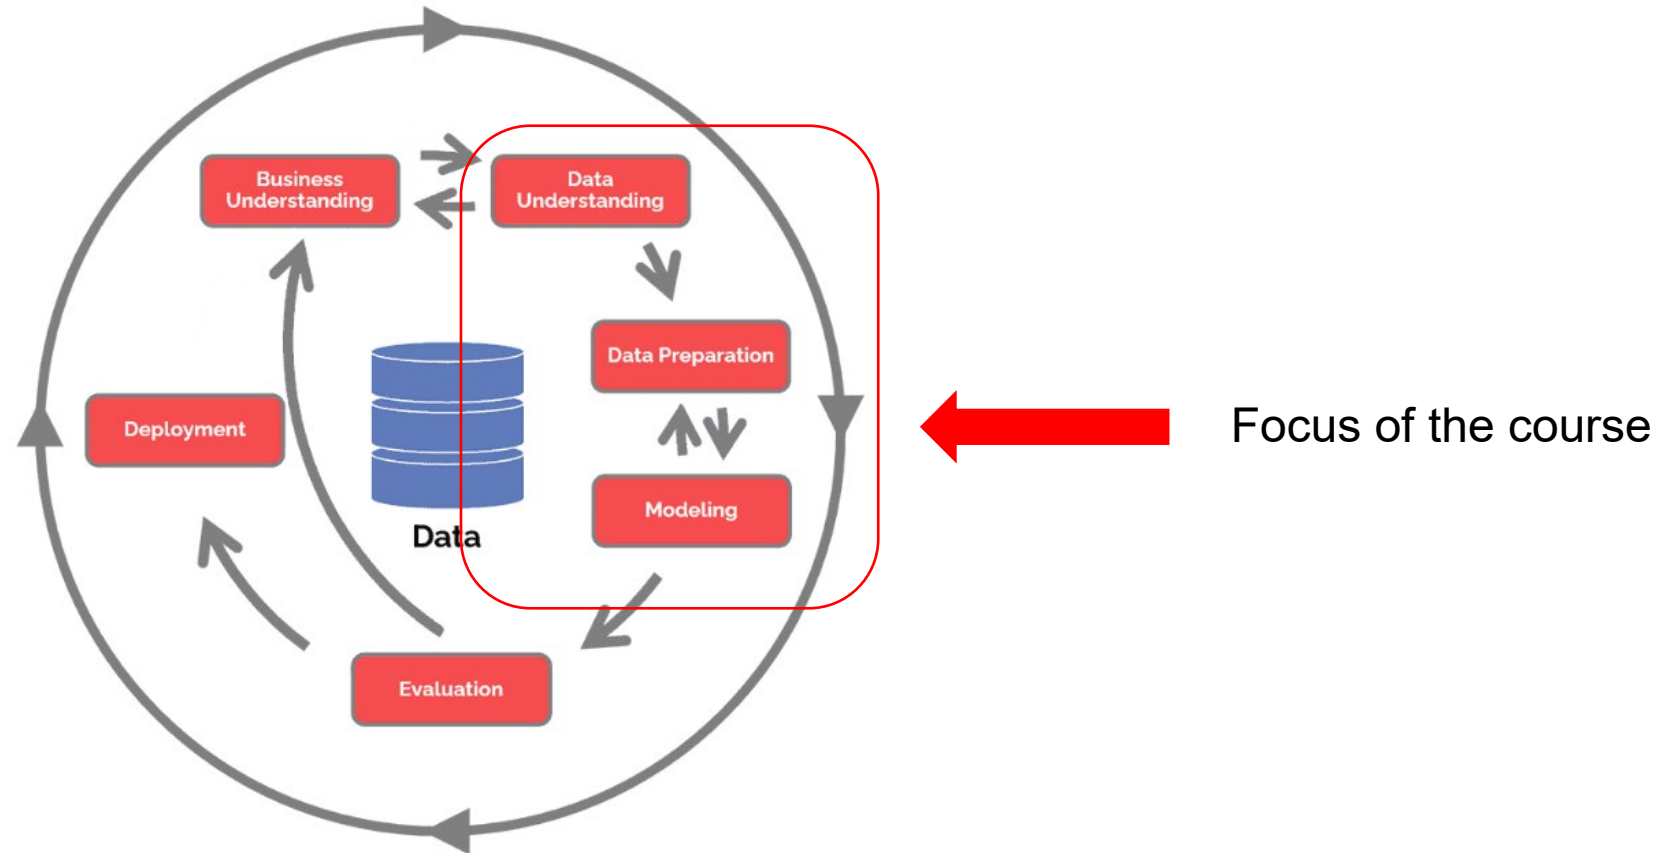 Business
Understanding
Data
Understanding
Data Preparation
Focus of the course
Deployment
Modeling
Data
Evaluation